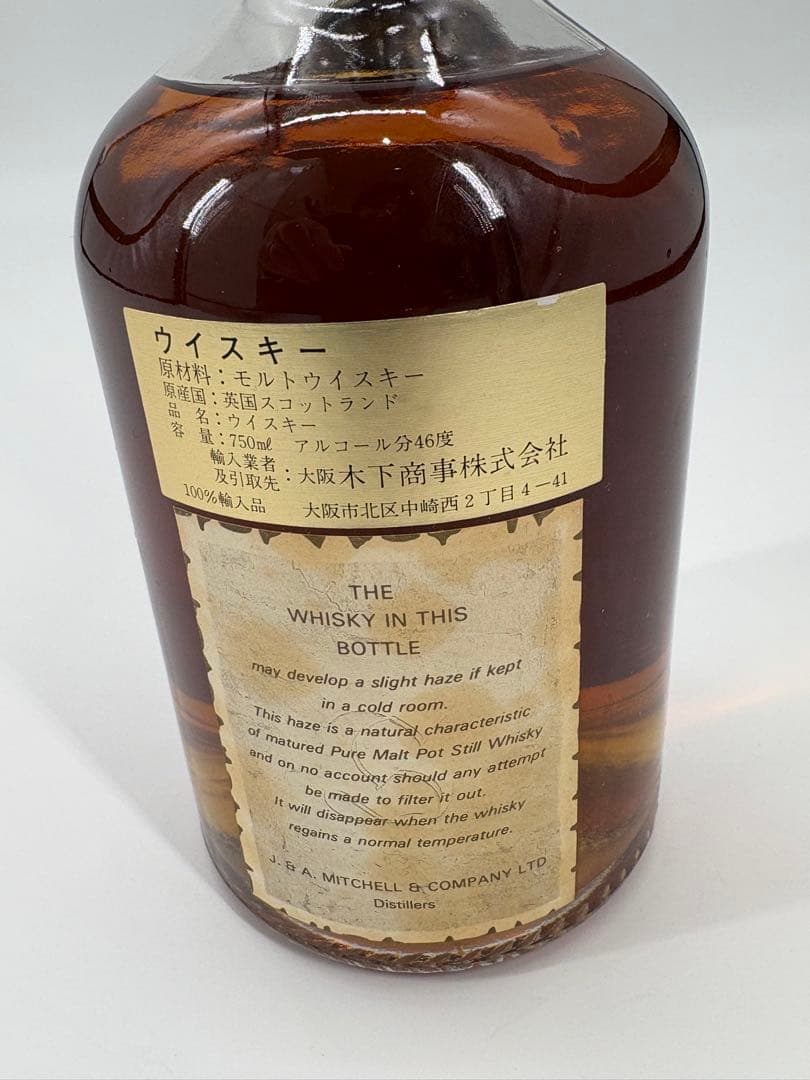 ウイスキー
原材料：モルトウイスキー
原産国：英国スコットランド
品名：ウイスキー
容量：750㎖ アルコール分46度
輸入業者
及引取先：大阪木下商事株式会社
100%輸入品 大阪市北区中崎西2丁目4－41
THE
WHISKY IN THIS
BOTTLE
may develop a slight haze if kept
in a cold room.
This haze is a natural characteristic
of matured Pure Malt Pot Still Whisky
and on no account should any attempt
be made to filter it out.
It will disappear when the whisky
regains a normal temperature.
J. & A. MITCHELL & COMPANY LTD
Distillers